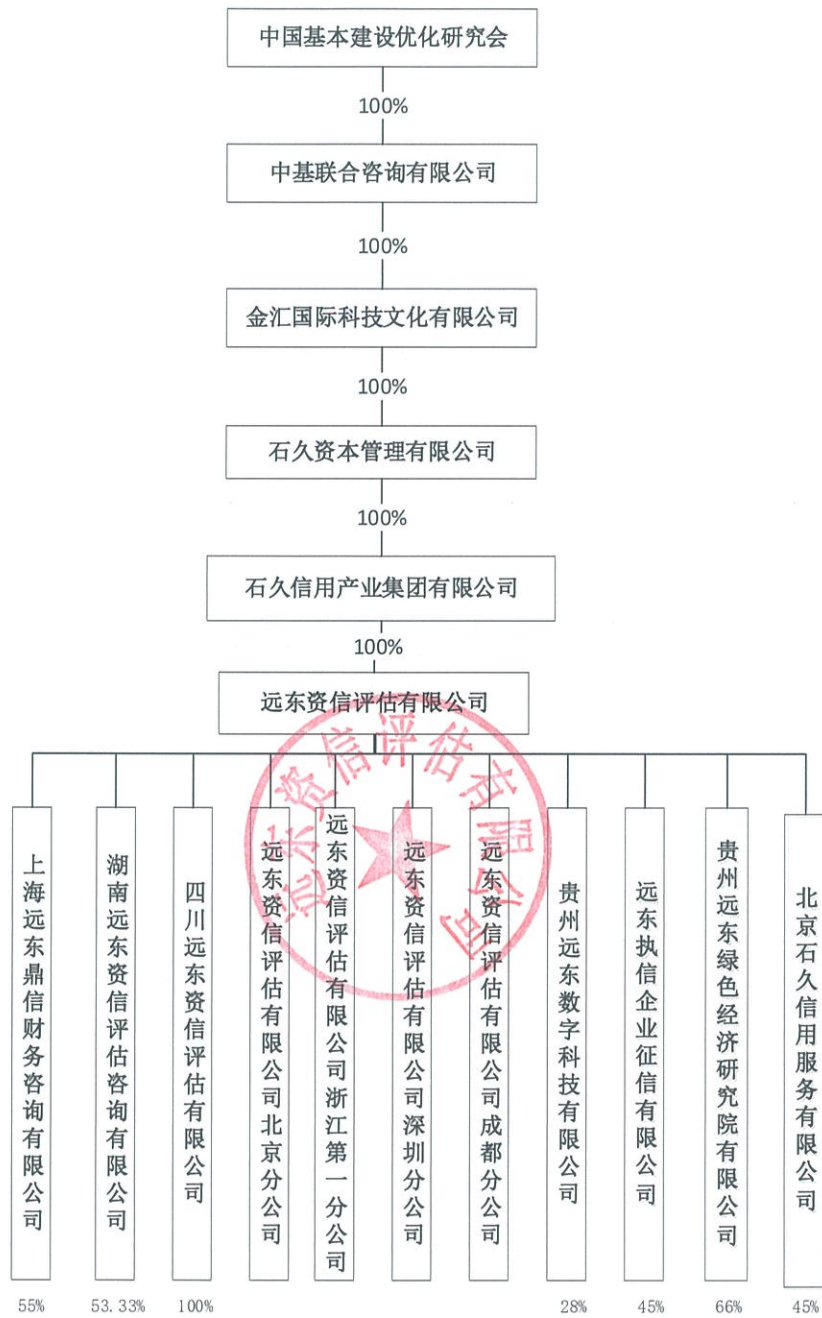 中国基本建设优化研究会
100%
中基联合咨询有限公司
100%
金汇国际科技文化有限公司
100%
石久资本管理有限公司
100%
石久信用产业集团有限公司
100%
远东资信评估有限公司
远东资信评估有限公司
上海远东鼎信财务咨询有限公司
湖南远东资信评估咨询有限公司
四川远东资信评估有限公司
远东资信评估有限公司北京分公司
远东资信评估有限公司浙江第一分公司
远东资信评估有限公司深圳分公司
远东资信评估有限公司成都分公司
贵州远东数字科技有限公司
远东执信企业征信有限公司
贵州远东绿色经济研究院有限公司
北京石久信用服务有限公司
55%
53.33%
100%
28%
45%
66%
45%